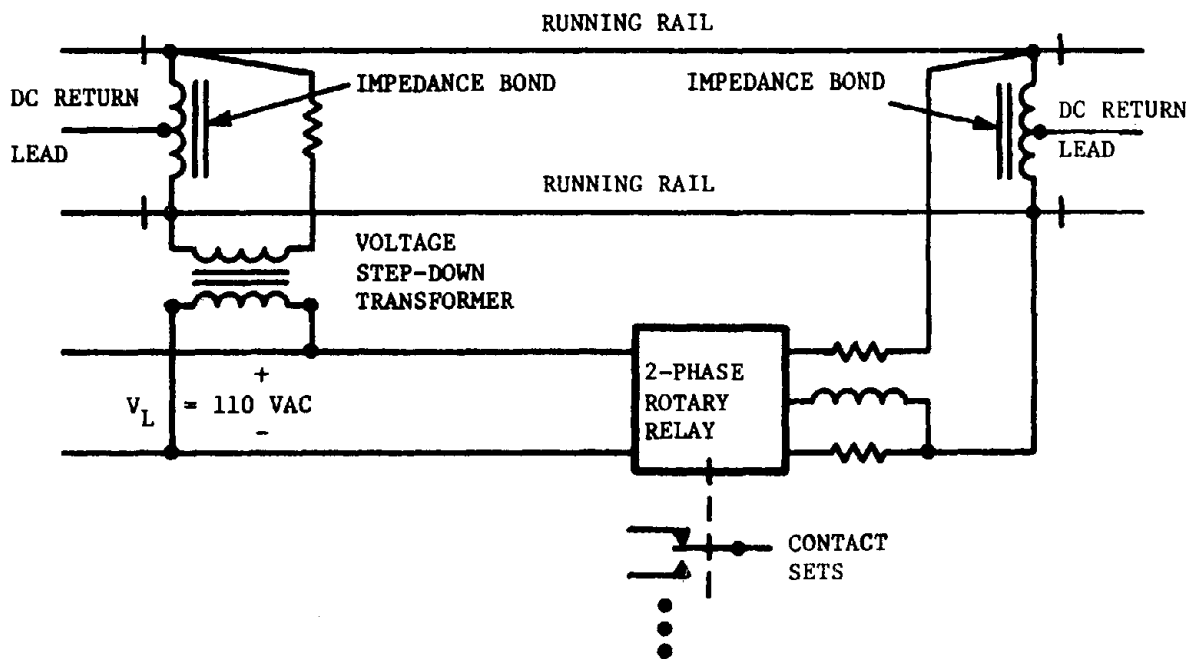 RUNNING RAIL
IMPEDANCE BOND
IMPEDANCE BOND
DC RETURN
LEAD
DC RETURN
LEAD
RUNNING RAIL
VOLTAGE
STEP-DOWN
TRANSFORMER
+
V_L = 110 VAC
-
2-PHASE
ROTARY
RELAY
CONTACT
SETS